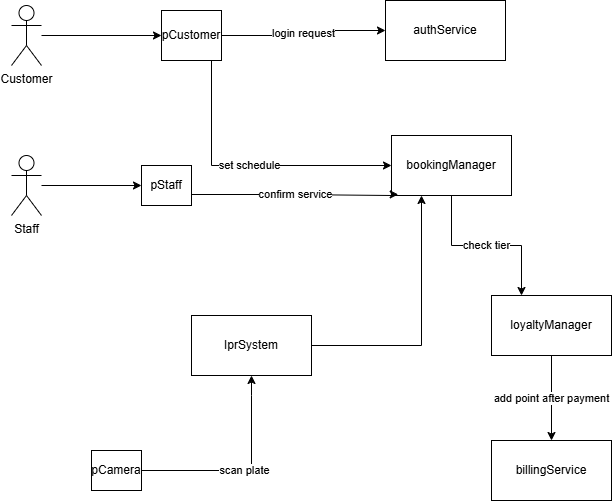 pCustomer
login request
authService
Customer
set schedule
bookingManager
pStaff
confirm service
Staff
check tier
lprSystem
loyaltyManager
add point after payment
pCamera
scan plate
billingService